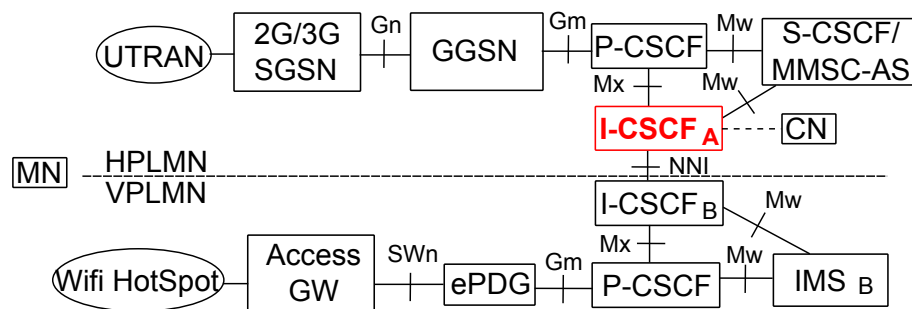 Gn
Gm
Mw
UTRAN
2G/3G
SGSN
GGSN
P-CSCF
S-CSCF/
MMSC-AS
Mx
Mw
I-CSCF A
CN
MN
HPLMN
NNI
VPLMN
I-CSCF B
Mw
Mx
Wifi HotSpot
Access
GW
SWn
ePDG
Gm
P-CSCF
Mw
IMS B